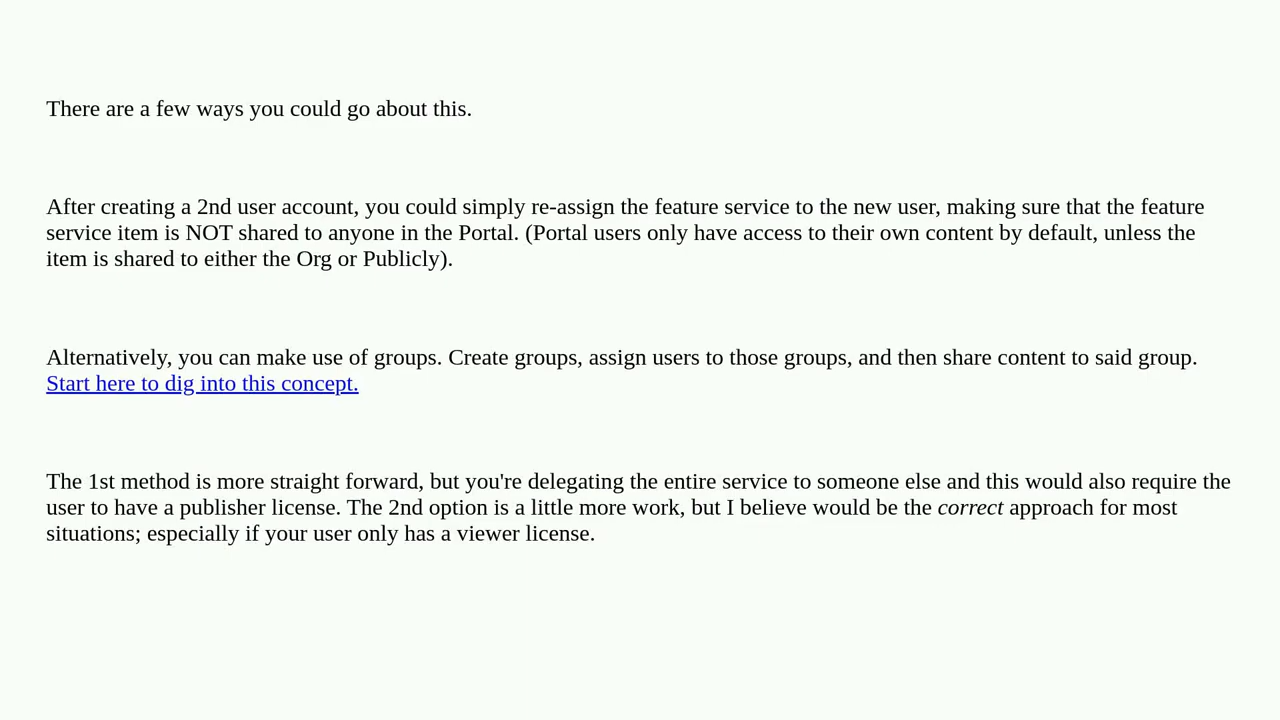 There are a few ways you could go about this.
After creating a 2nd user account, you could simply re-assign the feature service to the new user, making sure that the feature
service item is NOT shared to anyone in the Portal. (Portal users only have access to their own content by default, unless the
item is shared to either the Org or Publicly).
Alternatively, you can make use of groups. Create groups, assign users to those groups, and then share content to said group.
Start here to dig into this concept.
The 1st method is more straight forward, but you're delegating the entire service to someone else and this would also require the
user to have a publisher license. The 2nd option is a little more work, but I believe would be the correct approach for most
situations; especially if your user only has a viewer license.